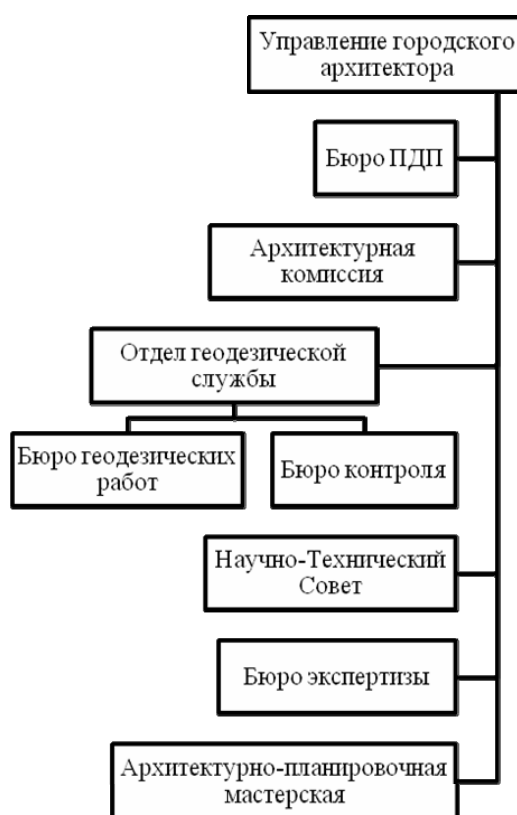 Управление городского
архитектора
Бюро ПДП
Архитектурная
комиссия
Отдел геодезической
службы
Бюро геодезических
работ
Бюро контроля
Научно-Технический
Совет
Бюро экспертизы
Архитектурно-планировочная
мастерская